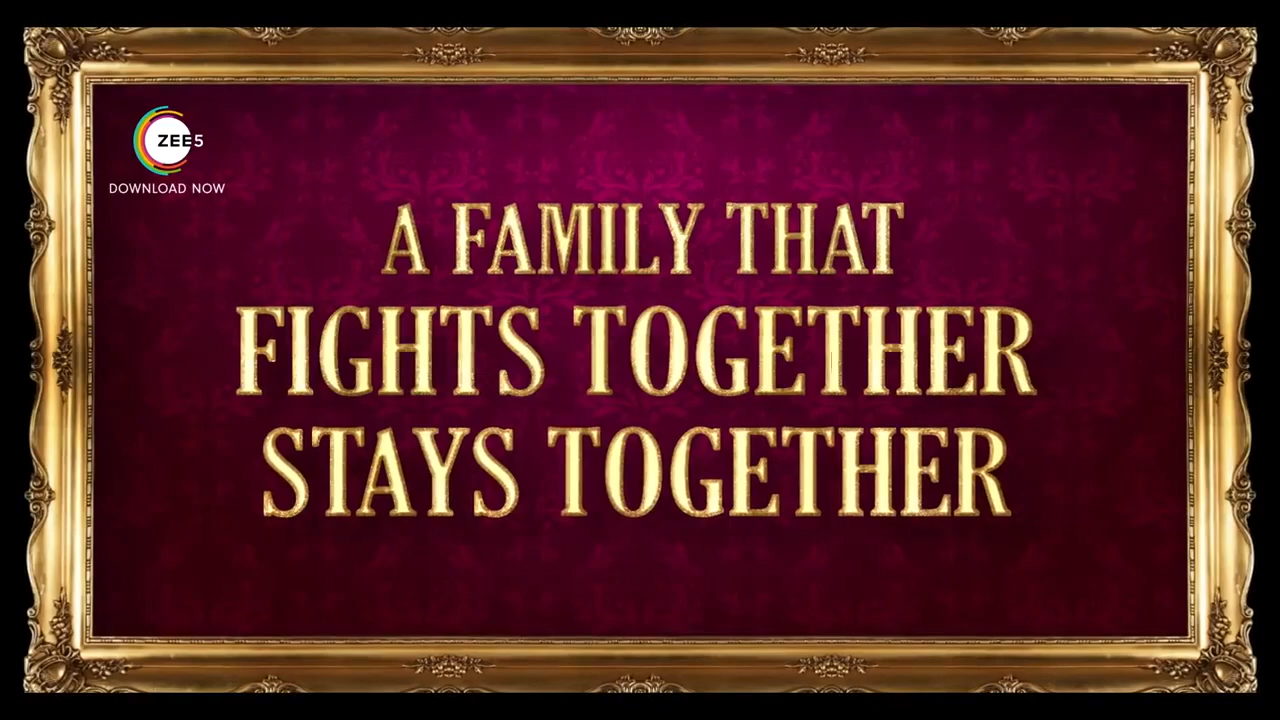 ZEE5
DOWNLOAD NOW
A FAMILY THAT
FIGHTS TOGETHER
STAYS TOGETHER